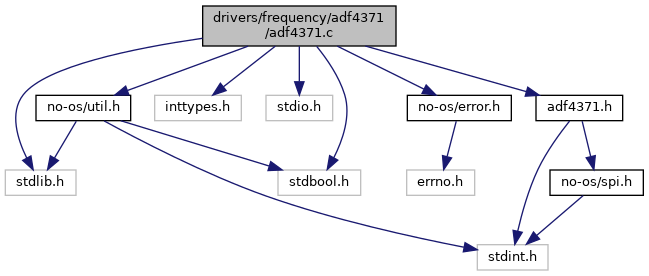 drivers/frequency/adf4371
/adf4371.c
no-os/util.h
inttypes.h
stdio.h
no-os/error.h
adf4371.h
stdlib.h
stdbool.h
errno.h
no-os/spi.h
stdint.h